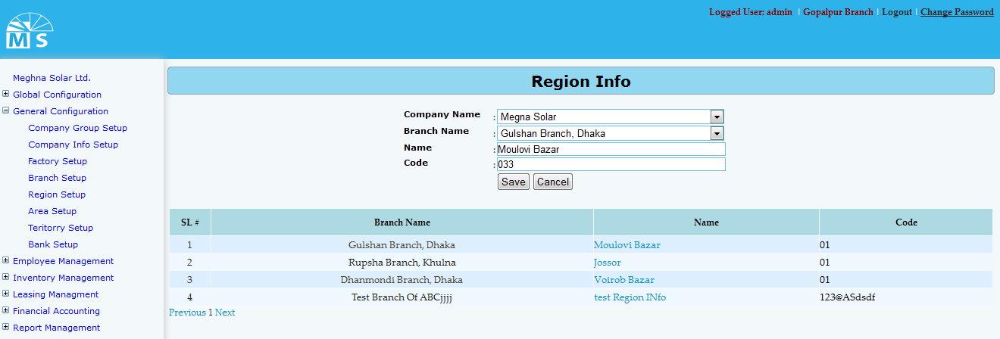 Logged User: admin | Gopalpur Branch | Logout | Change Password
M S
Meghna Solar Ltd.
Global Configuration
General Configuration
Company Group Setup
Company Info Setup
Factory Setup
Branch Setup
Region Setup
Area Setup
Teritorry Setup
Bank Setup
Employee Management
Inventory Management
Leasing Managment
Financial Accounting
Report Management
Region Info
Company Name : Megna Solar
Branch Name : Gulshan Branch, Dhaka
Name : Moulovi Bazar
Code : 033
Save Cancel
SL # Branch Name Name Code
1 Gulshan Branch, Dhaka Moulovi Bazar 01
2 Rupsha Branch, Khulna Jossor 01
3 Dhanmondi Branch, Dhaka Voirob Bazar 01
4 Test Branch Of ABCjjjj test Region INfo 123@ASdsdf
Previous 1 Next